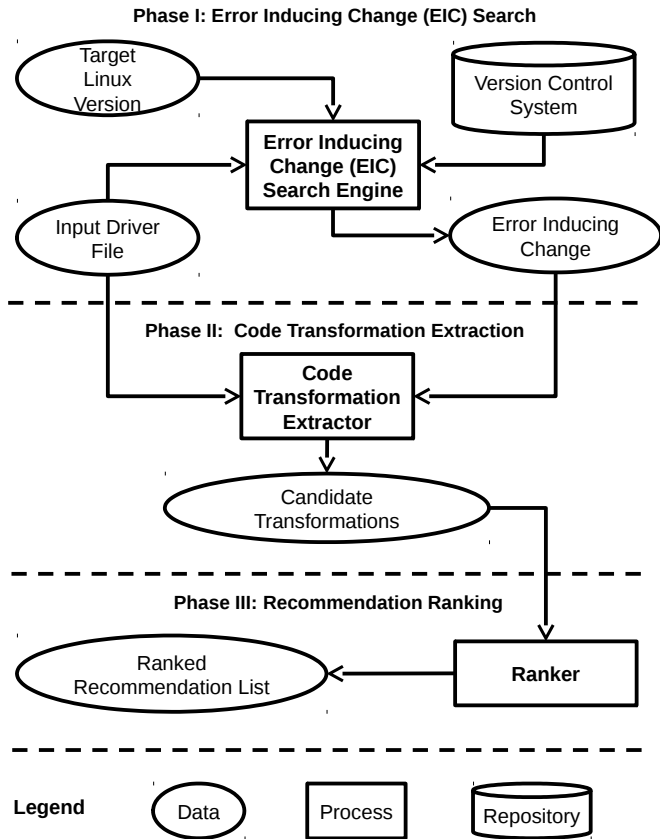 Phase I: Error Inducing Change (EIC) Search
Target
Linux
Version
Version Control
System
Error Inducing
Change (EIC)
Search Engine
Input Driver
File
Error Inducing
Change
Phase II:  Code Transformation Extraction
Code
Transformation
Extractor
Candidate
Transformations
Phase III: Recommendation Ranking
Ranked
Recommendation List
Ranker
Legend
Data
Process
Repository